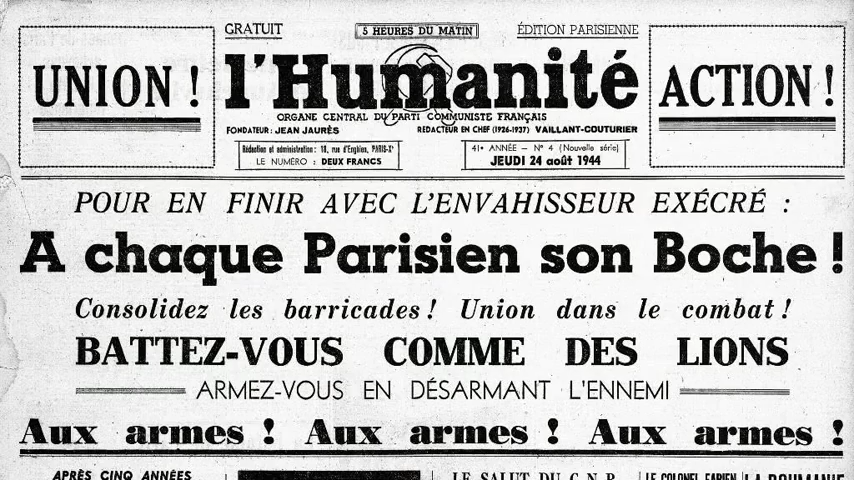 GRATUIT
5 HEURES DU MATIN
ÉDITION PARISIENNE
UNION !
l'Humanité
ACTION !
ORGANE CENTRAL DU PARTI COMMUNISTE FRANÇAIS
FONDATEUR : JEAN JAURÈS
RÉDACTEUR EN CHEF (1926-1937) VAILLANT-COUTURIER
Rédaction et administration : 18, rue d'Enghien, PARIS-Xe
LE NUMÉRO : DEUX FRANCS
41e ANNÉE - N° 4 (Nouvelle série)
JEUDI 24 août 1944
POUR EN FINIR AVEC L'ENVAHISSEUR EXÉCRÉ :
A chaque Parisien son Boche !
Consolidez les barricades ! Union dans le combat !
BATTEZ-VOUS COMME DES LIONS
ARMEZ-VOUS EN DÉSARMANT L'ENNEMI
Aux armes ! Aux armes ! Aux armes !
APRÈS CINQ ANNÉES
LE SALUT DU C.N.R.
LE COLONEL FABIEN
LA ROUMANIE